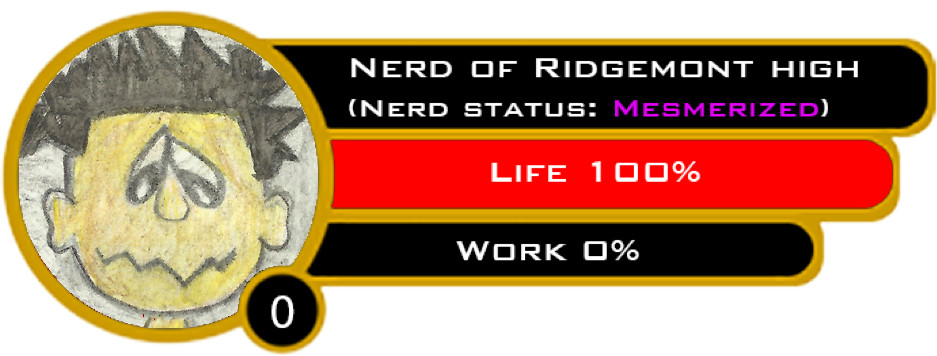 Nerd of Ridgemont high
(Nerd status: Mesmerized)
Life 100%
Work 0%
0